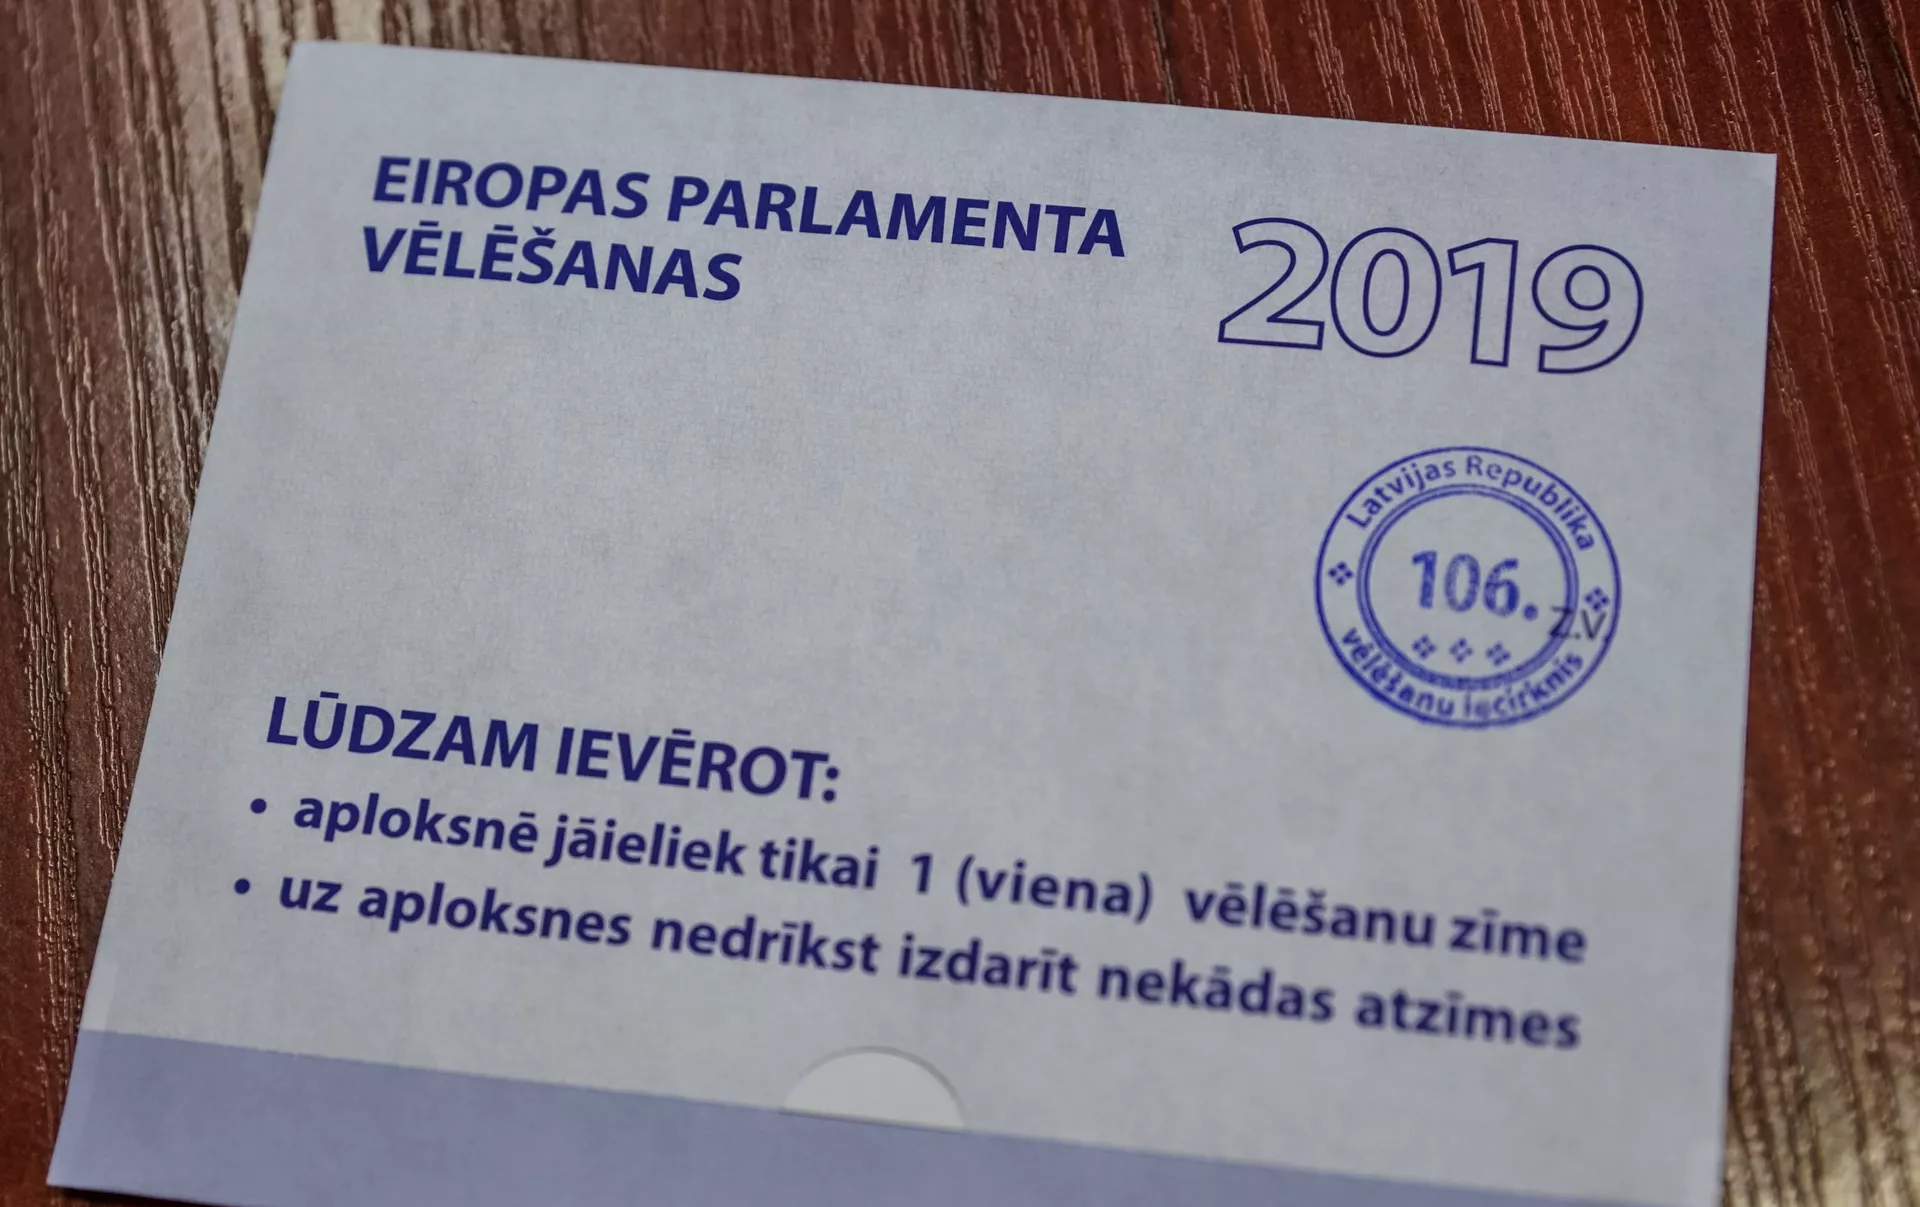 EIROPAS PARLAMENTA
VĒLĒŠANAS
2019
Latvijas Republika
106.
Z.V.
vēlēšanu iecirknis
LŪDZAM IEVĒROT:
• aploksnē jāieliek tikai 1 (viena) vēlēšanu zīme
• uz aploksnes nedrīkst izdarīt nekādas atzīmes